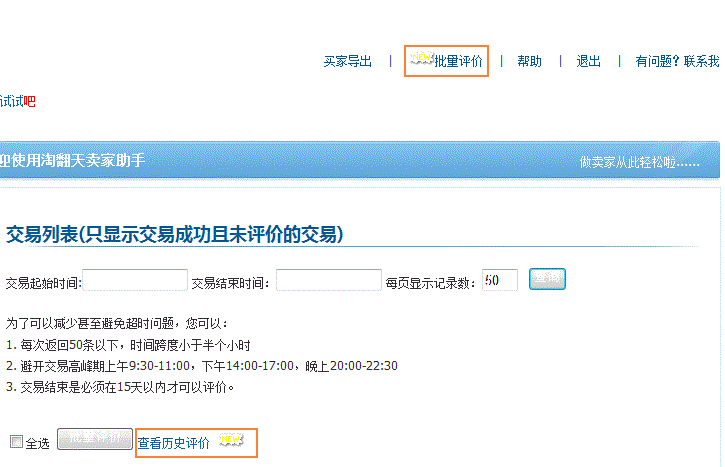 买家导出 | 批量评价 | 帮助 | 退出 | 有问题？联系我
试试吧
迎使用淘翻天卖家助手 做卖家从此轻松啦……
交易列表(只显示交易成功且未评价的交易)
交易起始时间: 交易结束时间： 每页显示记录数： 50 查询
为了可以减少甚至避免超时问题，您可以：
1. 每次返回50条以下，时间跨度小于半个小时
2. 避开交易高峰期上午9:30-11:00，下午14:00-17:00，晚上20:00-22:30
3. 交易结束是必须在15天以内才可以评价。
全选 批量评价 查看历史评价